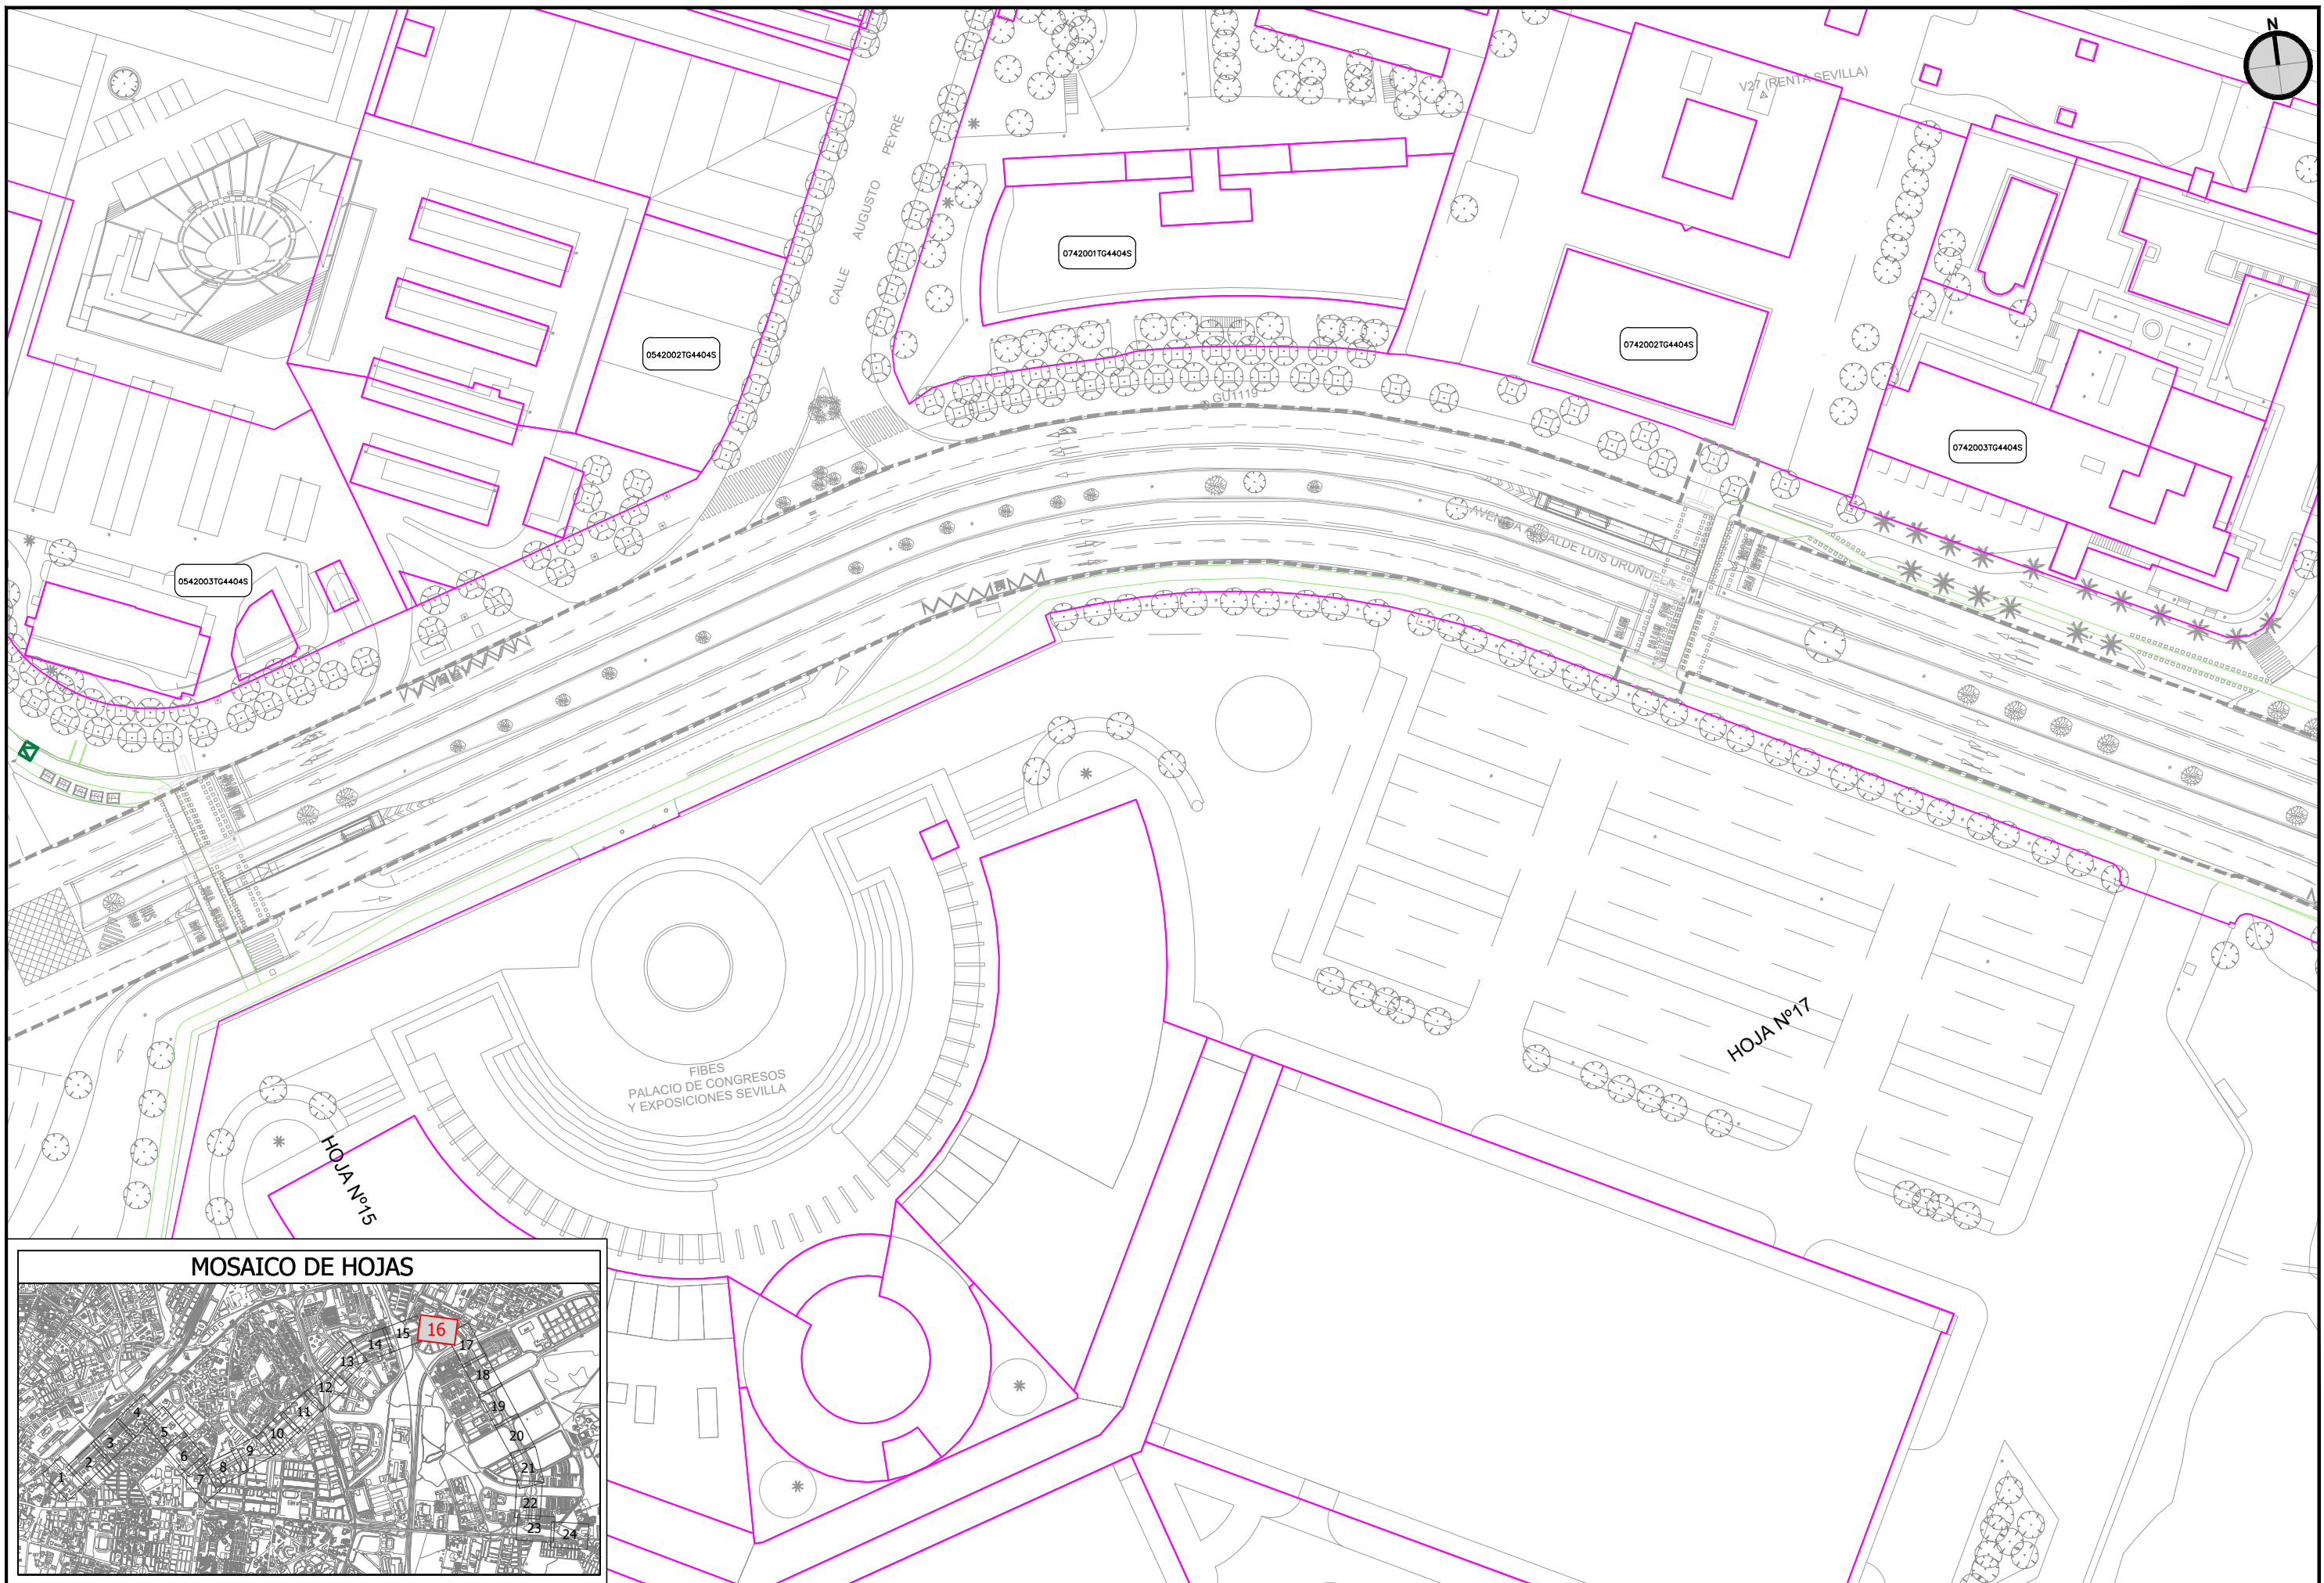 N
V27 (RENTA SEVILLA)
CALLE AUGUSTO PEYRÉ
0742001TG4404S
0542002TG4404S
0742002TG4404S
GU1119
0742003TG4404S
AVENIDA ALCALDE LUIS URUÑUELA
0542003TG4404S
HOJA Nº17
FIBES
PALACIO DE CONGRESOS
Y EXPOSICIONES SEVILLA
HOJA Nº15
MOSAICO DE HOJAS
1
2
3
4
5
6
7
8
9
10
11
12
13
14
15
16
17
18
19
20
21
22
23
24